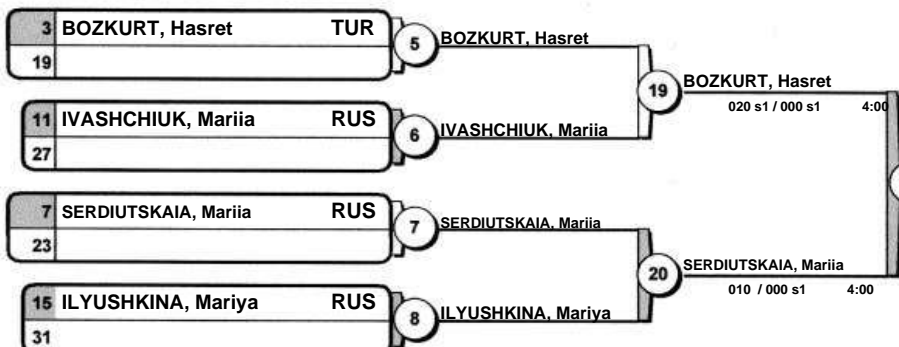 3 BOZKURT, Hasret TUR
19
5
BOZKURT, Hasret
11 IVASHCHIUK, Mariia RUS
27
6
IVASHCHIUK, Mariia
19
BOZKURT, Hasret
020 s1 / 000 s1 4:00
7 SERDIUTSKAIA, Mariia RUS
23
7
SERDIUTSKAIA, Mariia
15 ILYUSHKINA, Mariya RUS
31
8
ILYUSHKINA, Mariya
20
SERDIUTSKAIA, Mariia
010 / 000 s1 4:00